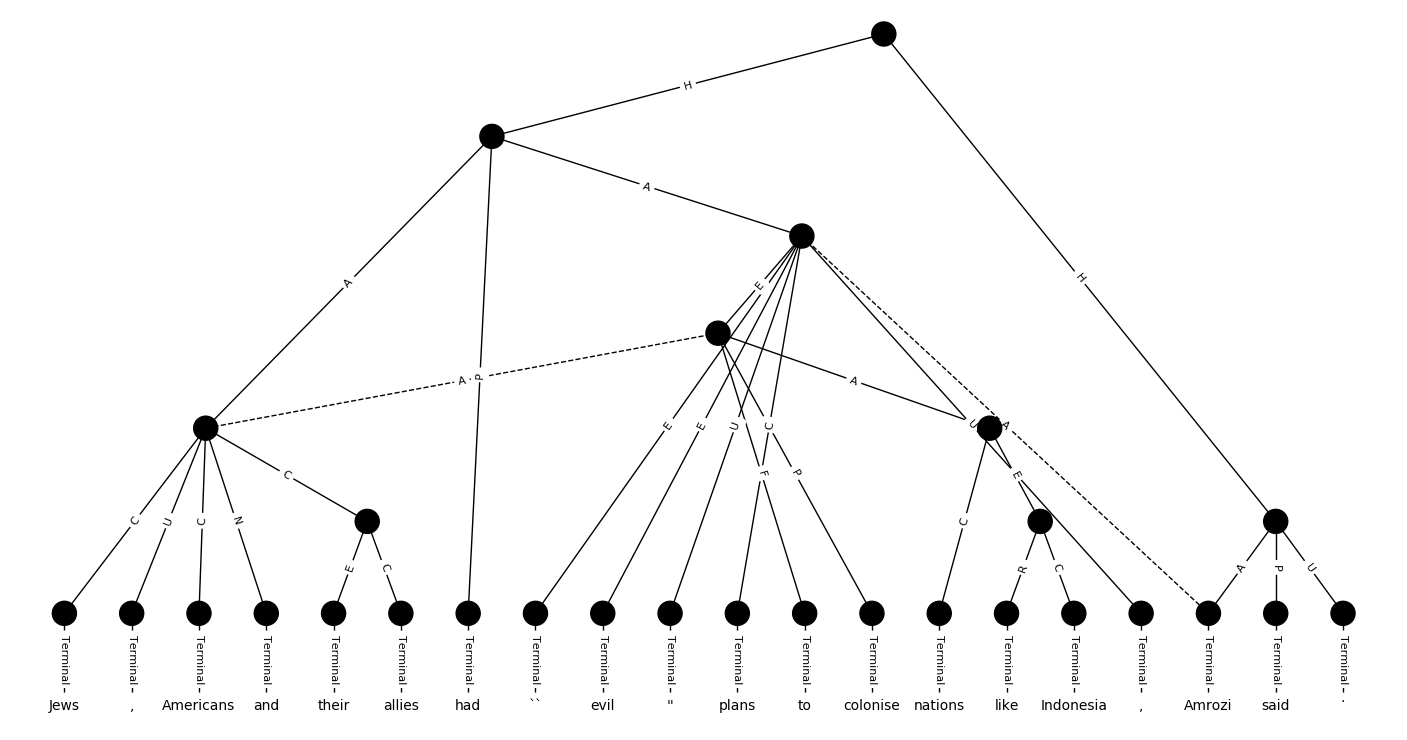 H
A
A
H
E
A
P
A
E
E
U
C
U
A
C
F
P
E
C
U
C
N
C
E
C
R
C
A
P
U
Terminal Terminal Terminal Terminal Terminal Terminal Terminal Terminal Terminal Terminal Terminal Terminal Terminal Terminal Terminal Terminal Terminal Terminal Terminal Terminal
Jews , Americans and their allies had `` evil " plans to colonise nations like Indonesia , Amrozi said .